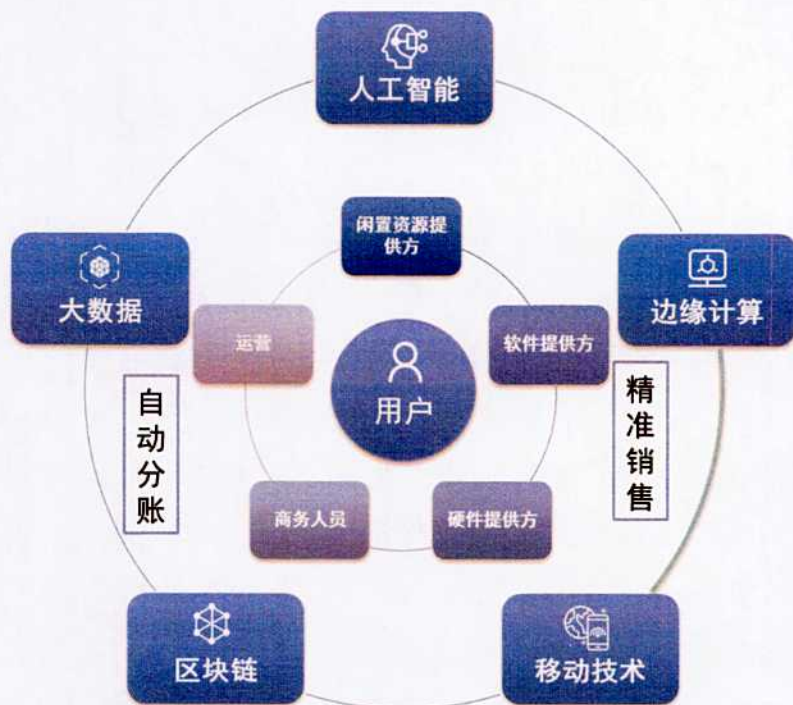 人工智能
闲置资源提
供方
大数据
边缘计算
运营
软件提供方
用户
自动分账
精准销售
商务人员
硬件提供方
区块链
移动技术